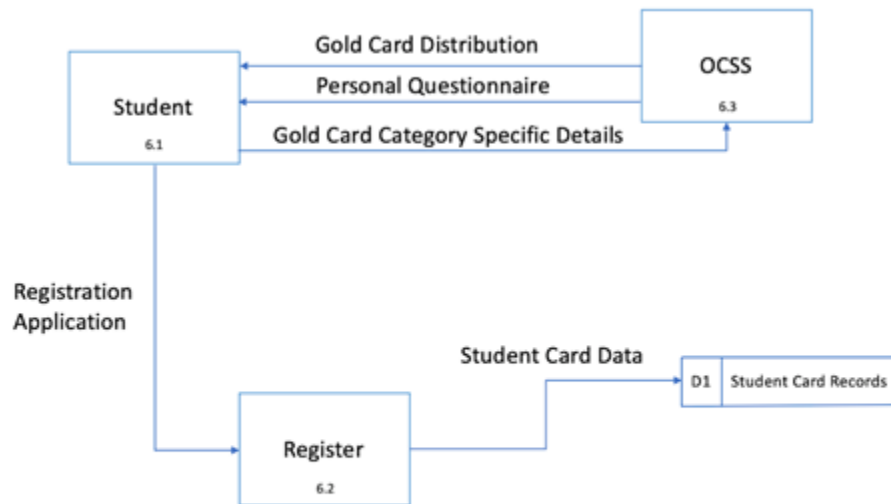 Gold Card Distribution
OCSS
6.3
Personal Questionnaire
Student
6.1
Gold Card Category Specific Details
Registration
Application
Student Card Data
D1
Student Card Records
Register
6.2